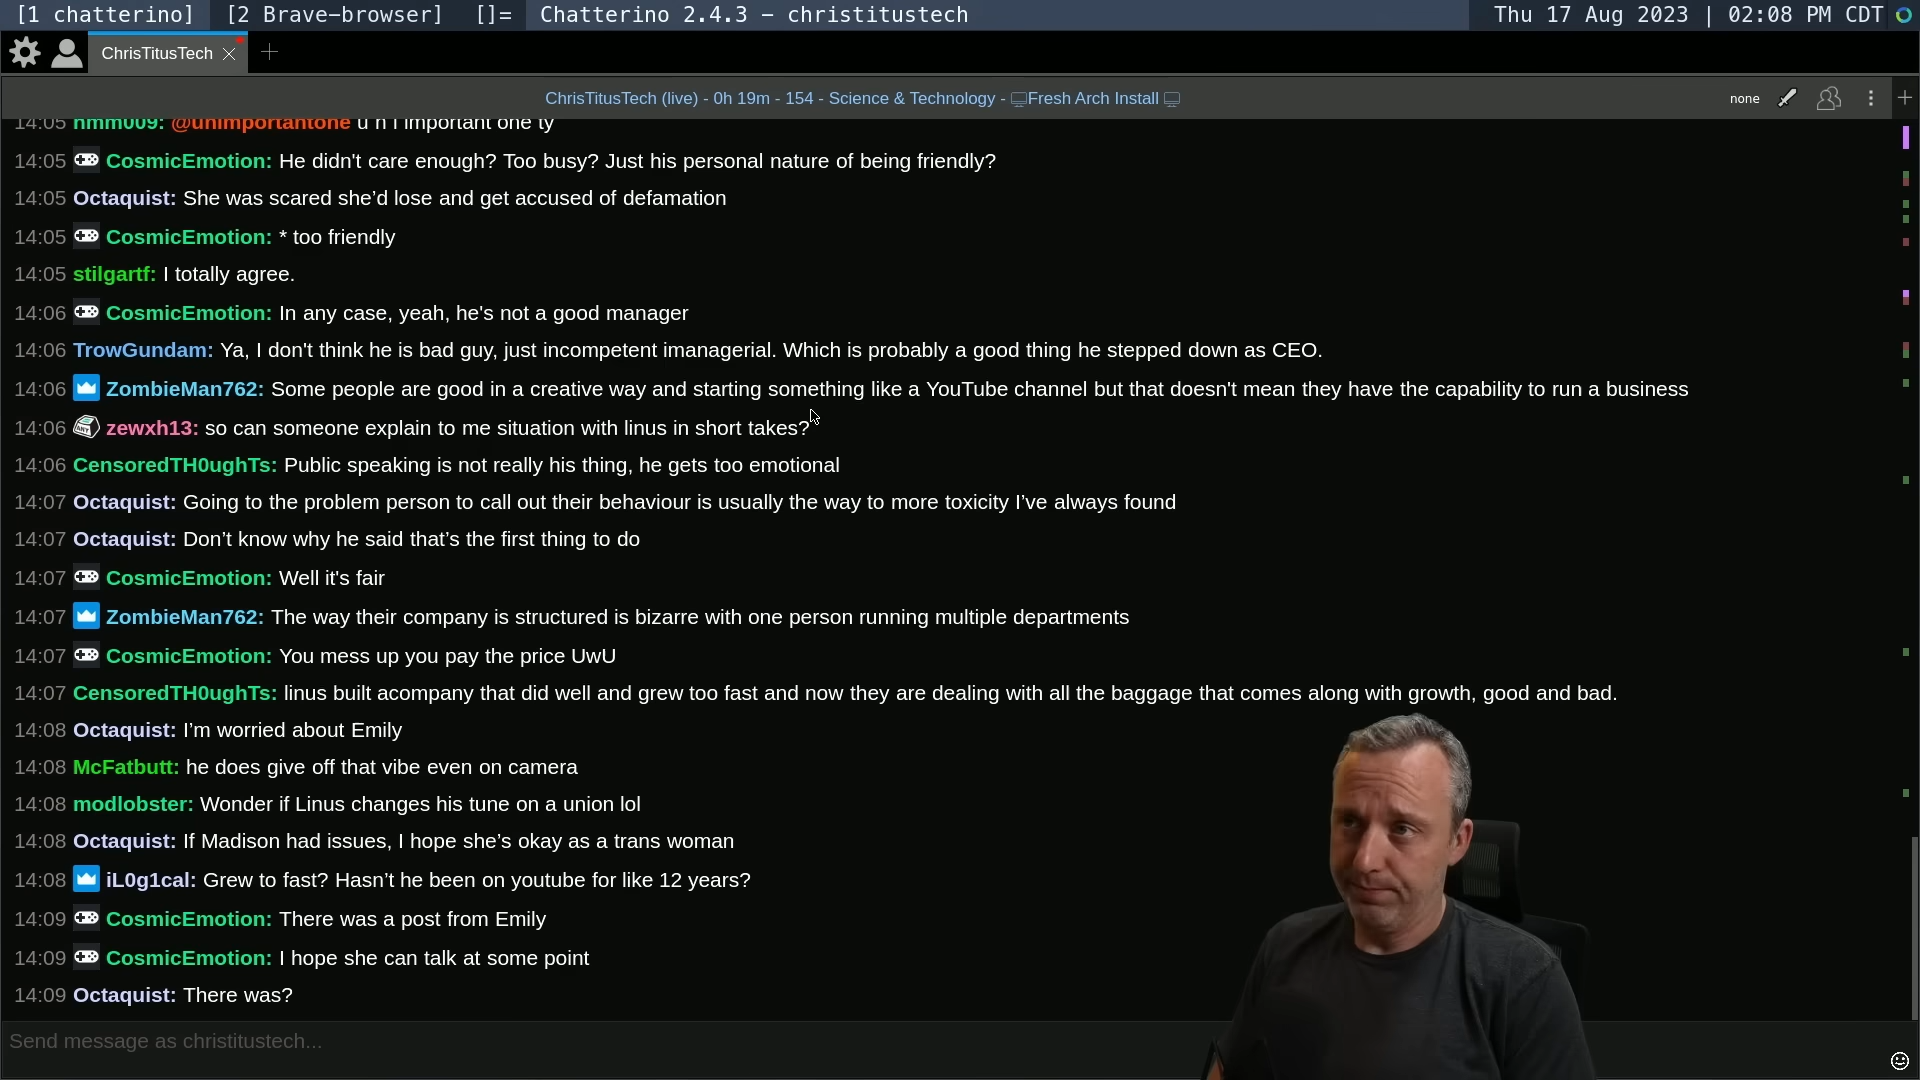 [1 chatterino] [2 Brave-browser] []= Chatterino 2.4.3 - christitustech Thu 17 Aug 2023 | 02:08 PM CDT
ChrisTitusTech
ChrisTitusTech (live) - 0h 19m - 154 - Science & Technology - Fresh Arch Install none
14:05 nmm009: @unimportantone u n i important one ty
14:05 CosmicEmotion: He didn't care enough? Too busy? Just his personal nature of being friendly?
14:05 Octaquist: She was scared she’d lose and get accused of defamation
14:05 CosmicEmotion: * too friendly
14:05 stilgartf: I totally agree.
14:06 CosmicEmotion: In any case, yeah, he's not a good manager
14:06 TrowGundam: Ya, I don't think he is bad guy, just incompetent imanagerial. Which is probably a good thing he stepped down as CEO.
14:06 ZombieMan762: Some people are good in a creative way and starting something like a YouTube channel but that doesn't mean they have the capability to run a business
14:06 zewxh13: so can someone explain to me situation with linus in short takes?
14:06 CensoredTH0ughTs: Public speaking is not really his thing, he gets too emotional
14:07 Octaquist: Going to the problem person to call out their behaviour is usually the way to more toxicity I’ve always found
14:07 Octaquist: Don’t know why he said that’s the first thing to do
14:07 CosmicEmotion: Well it's fair
14:07 ZombieMan762: The way their company is structured is bizarre with one person running multiple departments
14:07 CosmicEmotion: You mess up you pay the price UwU
14:07 CensoredTH0ughTs: linus built acompany that did well and grew too fast and now they are dealing with all the baggage that comes along with growth, good and bad.
14:08 Octaquist: I’m worried about Emily
14:08 McFatbutt: he does give off that vibe even on camera
14:08 modlobster: Wonder if Linus changes his tune on a union lol
14:08 Octaquist: If Madison had issues, I hope she’s okay as a trans woman
14:08 iL0g1cal: Grew to fast? Hasn’t he been on youtube for like 12 years?
14:09 CosmicEmotion: There was a post from Emily
14:09 CosmicEmotion: I hope she can talk at some point
14:09 Octaquist: There was?
Send message as christitustech...